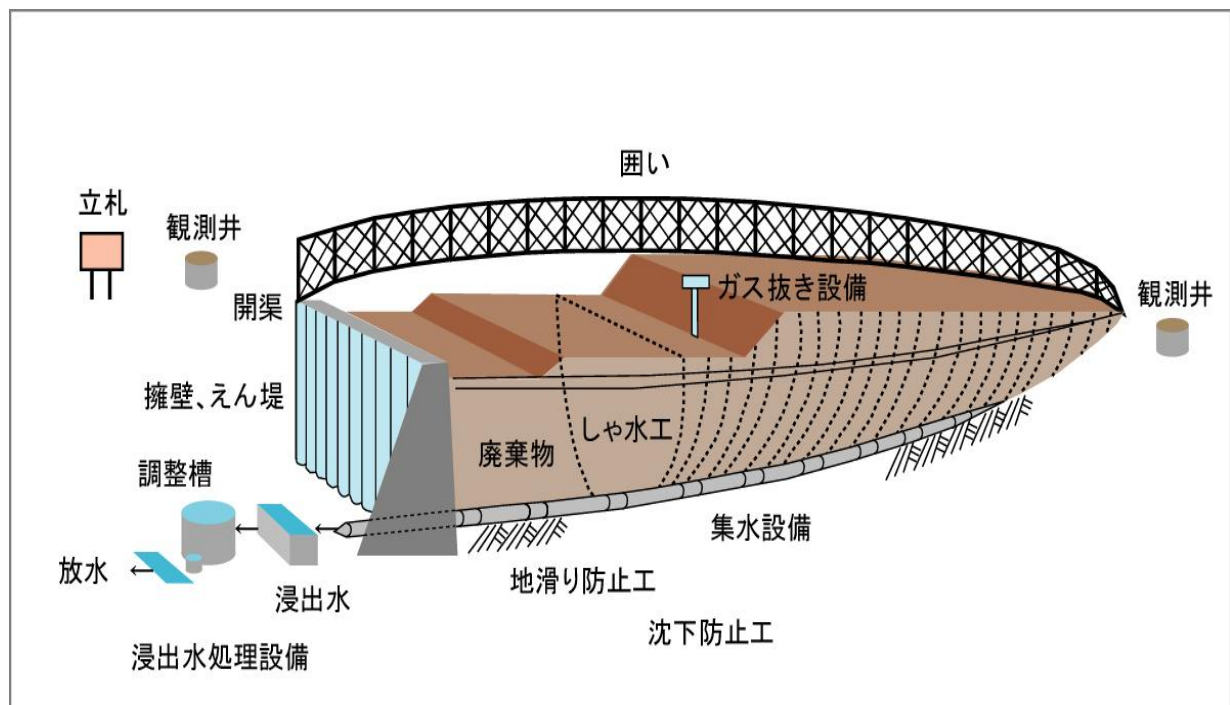 囲い
立札
観測井
ガス抜き設備
開渠
観測井
擁壁、えん堤
しゃ水工
廃棄物
調整槽
集水設備
放水
地滑り防止工
浸出水
沈下防止工
浸出水処理設備